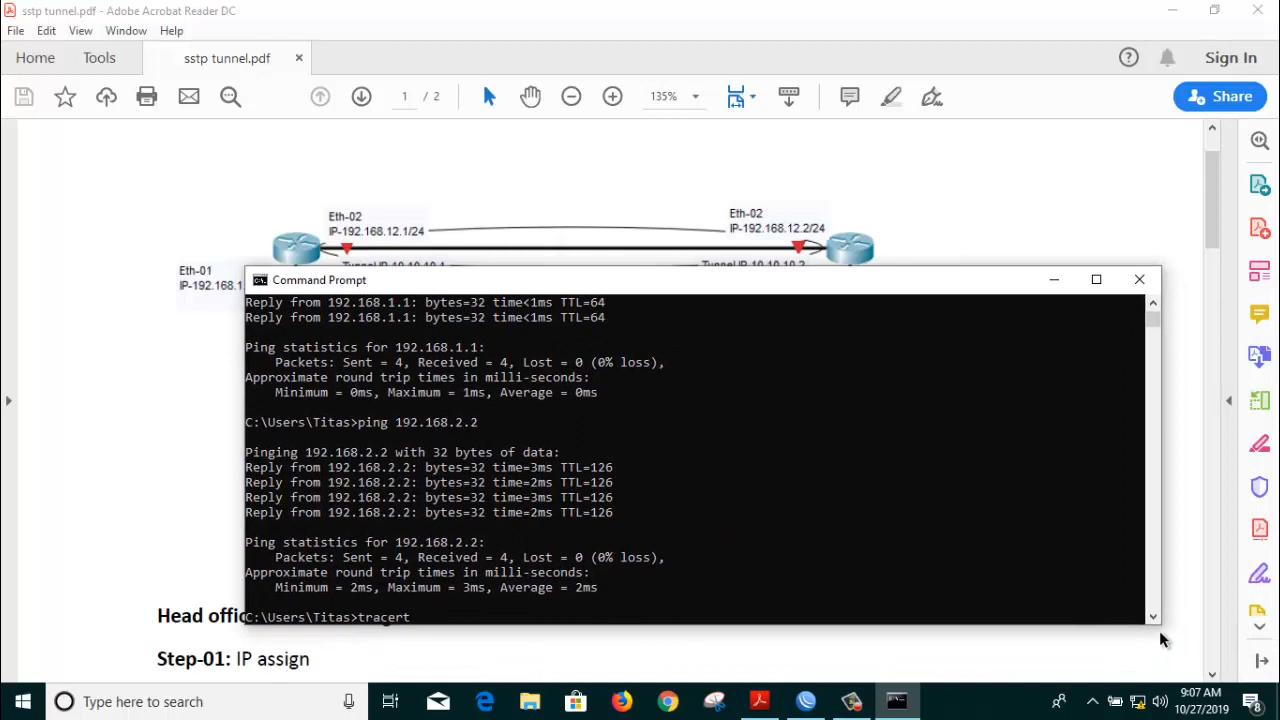 sstp tunnel.pdf - Adobe Acrobat Reader DC
File Edit View Window Help
Home Tools sstp tunnel.pdf × Sign In
1 / 2 135% Share
Eth-02
IP-192.168.12.1/24
Eth-02
IP-192.168.12.2/24
Eth-01
IP-192.168.1.
Command Prompt
Reply from 192.168.1.1: bytes=32 time<1ms TTL=64
Reply from 192.168.1.1: bytes=32 time<1ms TTL=64
Ping statistics for 192.168.1.1:
Packets: Sent = 4, Received = 4, Lost = 0 (0% loss),
Approximate round trip times in milli-seconds:
Minimum = 0ms, Maximum = 1ms, Average = 0ms
C:\Users\Titas>ping 192.168.2.2
Pinging 192.168.2.2 with 32 bytes of data:
Reply from 192.168.2.2: bytes=32 time=3ms TTL=126
Reply from 192.168.2.2: bytes=32 time=2ms TTL=126
Reply from 192.168.2.2: bytes=32 time=3ms TTL=126
Reply from 192.168.2.2: bytes=32 time=2ms TTL=126
Ping statistics for 192.168.2.2:
Packets: Sent = 4, Received = 4, Lost = 0 (0% loss),
Approximate round trip times in milli-seconds:
Minimum = 2ms, Maximum = 3ms, Average = 2ms
C:\Users\Titas>tracert
Head offic
Step-01: IP assign
Type here to search
9:07 AM
10/27/2019
8